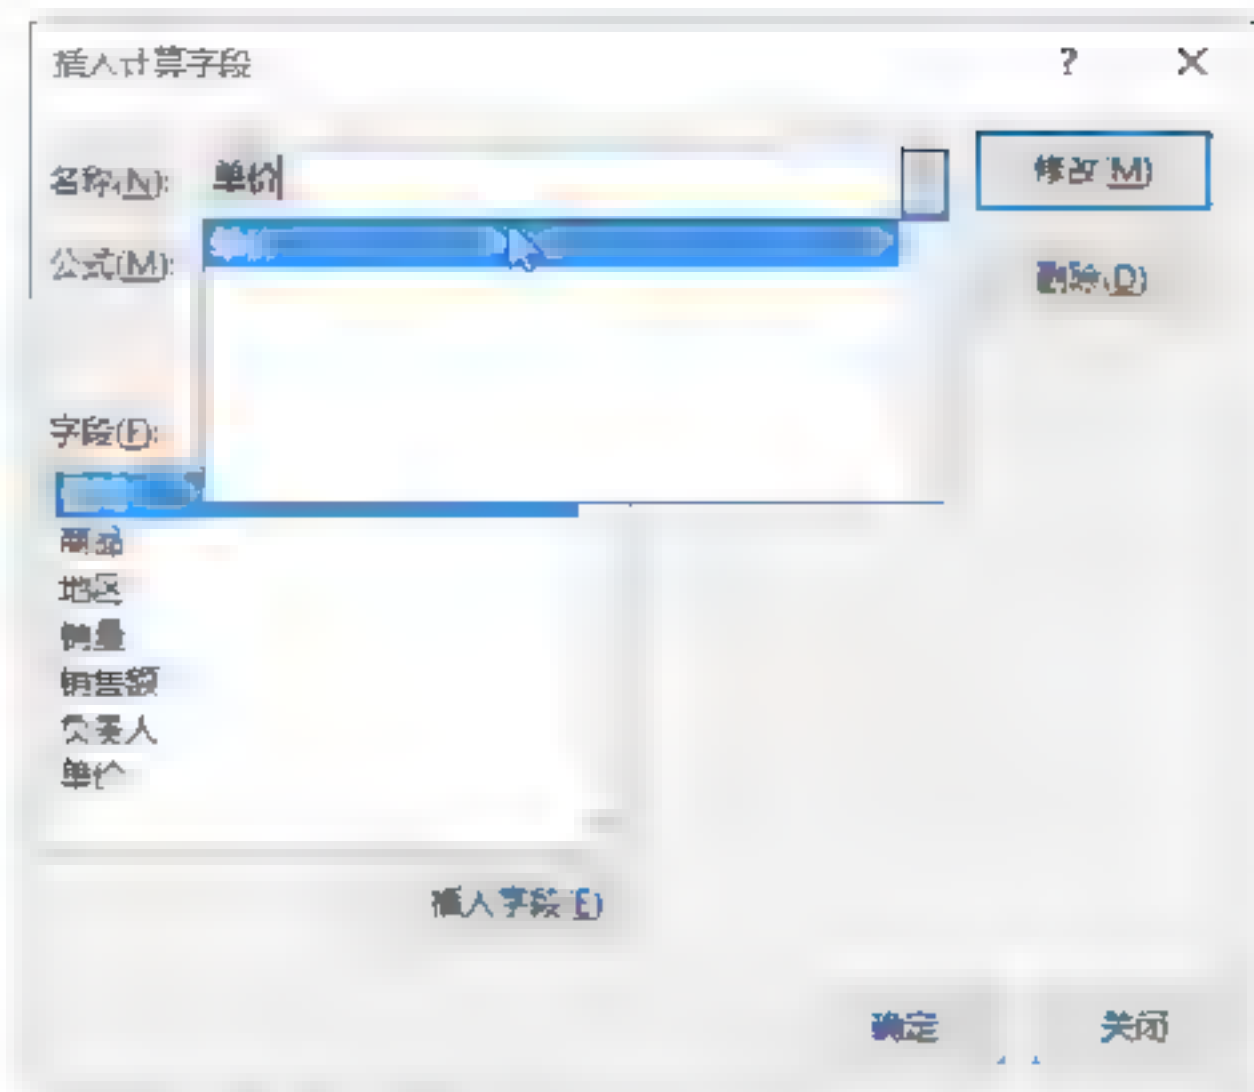 插入计算字段 ? ×
名称(N): 单价 修改(M)
公式(M): 删除(D)
字段(F):
商品
地区
销量
销售额
负责人
单价
插入字段(E)
确定 关闭